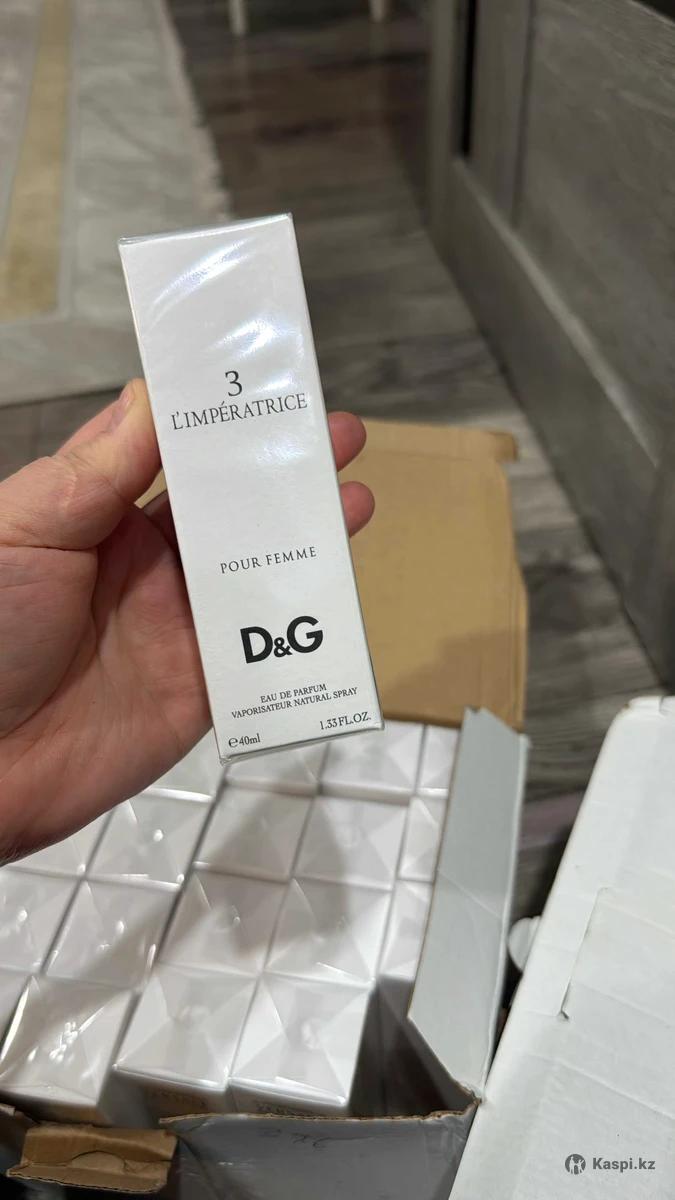 3
L'IMPÉRATRICE
POUR FEMME
D&G
EAU DE PARFUM
VAPORISATEUR NATURAL SPRAY
℮40ml 1.33 FL.OZ.
Kaspi.kz